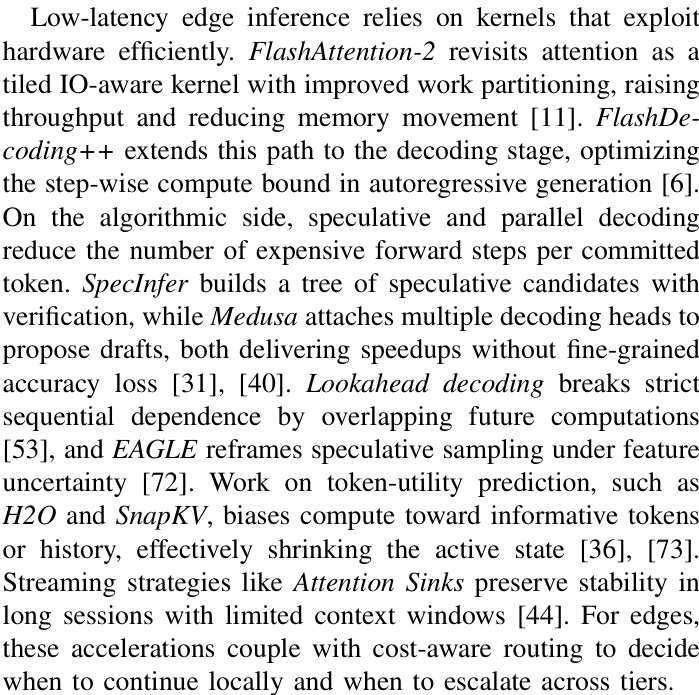 Low-latency edge inference relies on kernels that exploit
hardware efficiently. FlashAttention-2 revisits attention as a
tiled IO-aware kernel with improved work partitioning, raising
throughput and reducing memory movement [11]. FlashDe-
coding++ extends this path to the decoding stage, optimizing
the step-wise compute bound in autoregressive generation [6].
On the algorithmic side, speculative and parallel decoding
reduce the number of expensive forward steps per committed
token. SpecInfer builds a tree of speculative candidates with
verification, while Medusa attaches multiple decoding heads to
propose drafts, both delivering speedups without fine-grained
accuracy loss [31], [40]. Lookahead decoding breaks strict
sequential dependence by overlapping future computations
[53], and EAGLE reframes speculative sampling under feature
uncertainty [72]. Work on token-utility prediction, such as
H2O and SnapKV, biases compute toward informative tokens
or history, effectively shrinking the active state [36], [73].
Streaming strategies like Attention Sinks preserve stability in
long sessions with limited context windows [44]. For edges,
these accelerations couple with cost-aware routing to decide
when to continue locally and when to escalate across tiers.